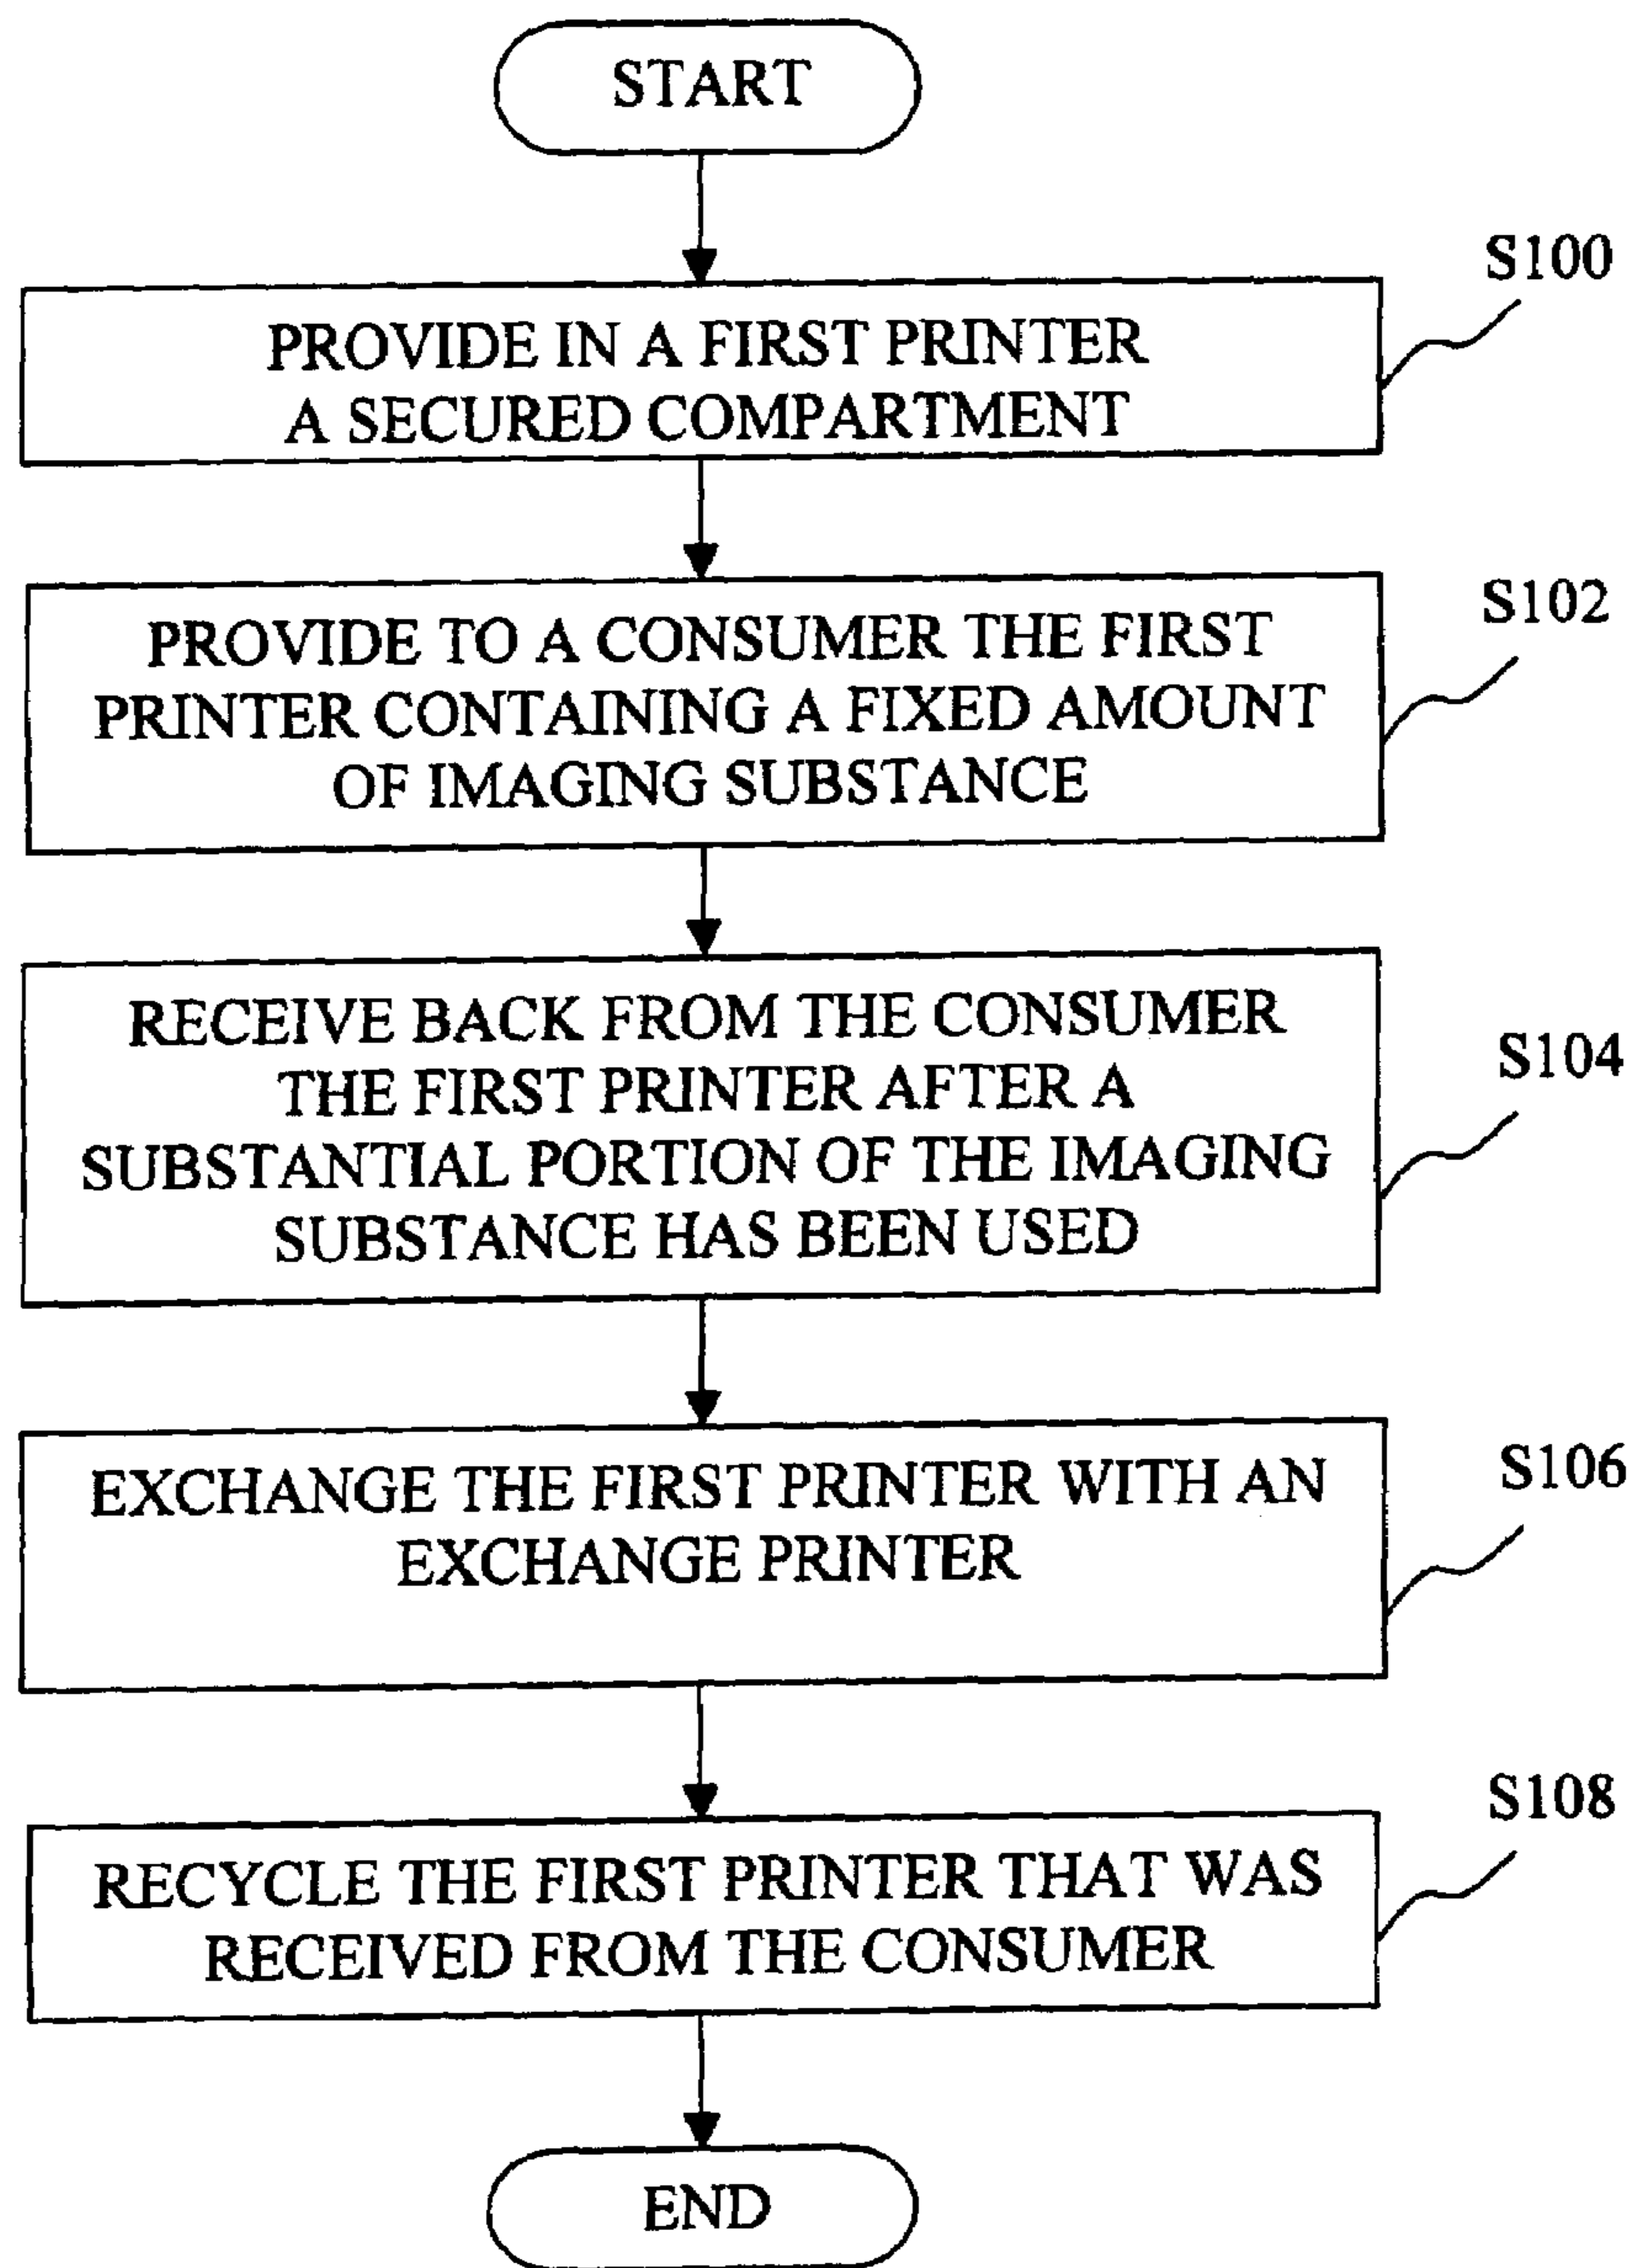 START
S100
PROVIDE IN A FIRST PRINTER
A SECURED COMPARTMENT
S102
PROVIDE TO A CONSUMER THE FIRST
PRINTER CONTAINING A FIXED AMOUNT
OF IMAGING SUBSTANCE
RECEIVE BACK FROM THE CONSUMER
THE FIRST PRINTER AFTER A
S104
SUBSTANTIAL PORTION OF THE IMAGING
SUBSTANCE HAS BEEN USED
EXCHANGE THE FIRST PRINTER WITH AN
S106
EXCHANGE PRINTER
S108
RECYCLE THE FIRST PRINTER THAT WAS
RECEIVED FROM THE CONSUMER
END